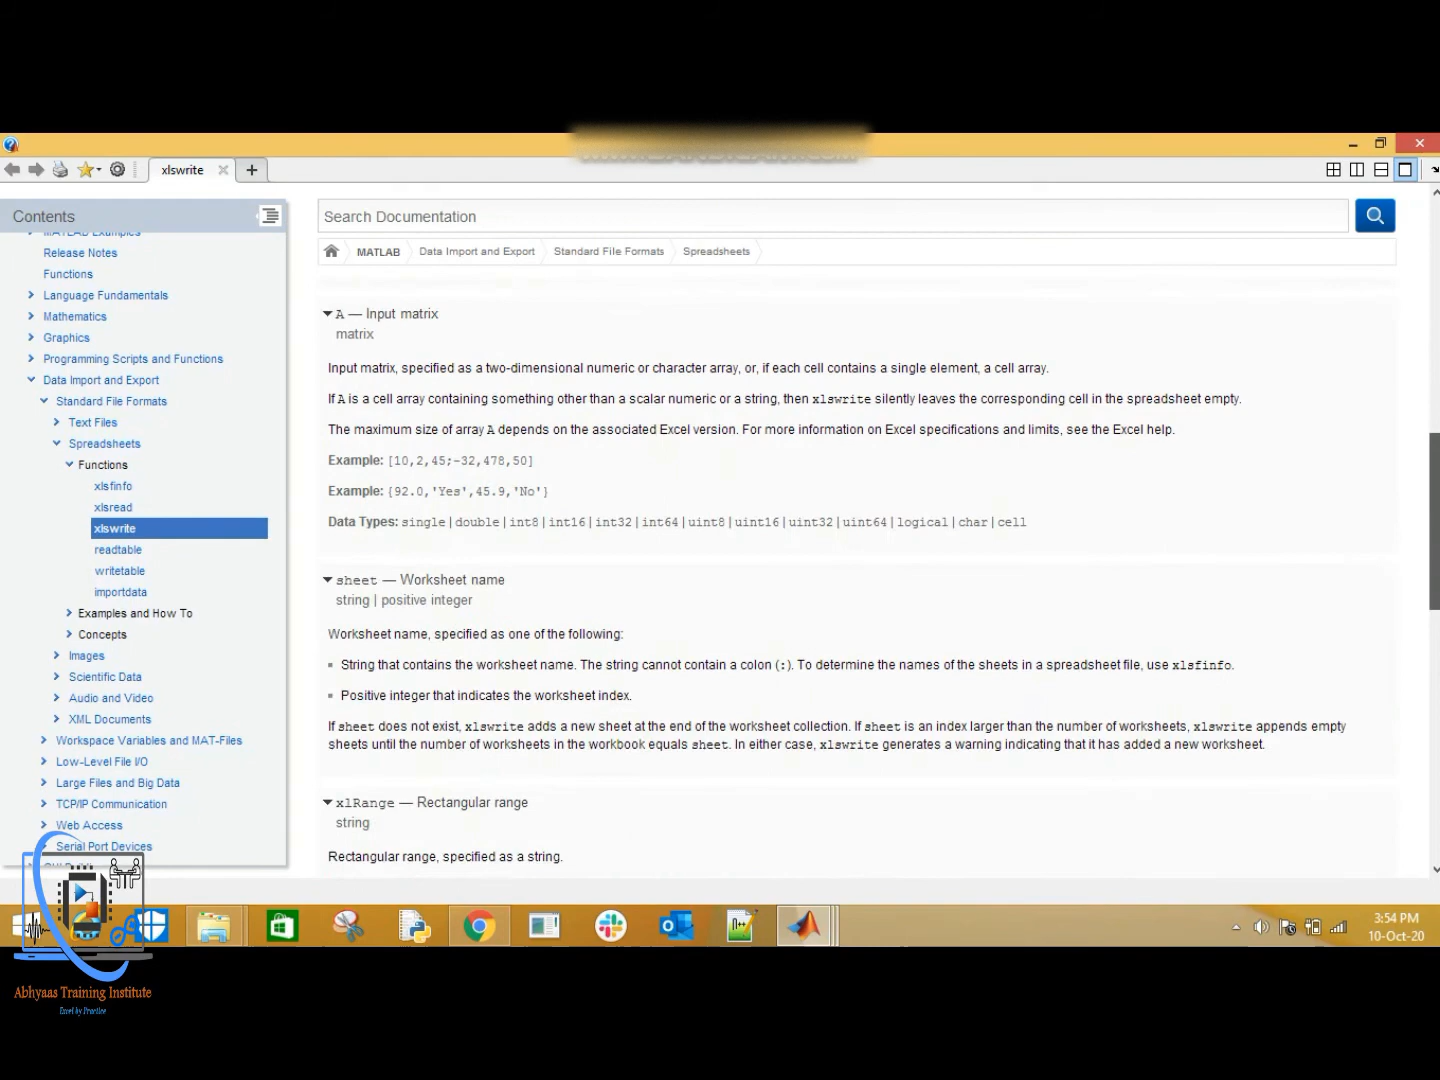 xlswrite
Contents
Search Documentation
MATLAB Data Import and Export Standard File Formats Spreadsheets
MATLAB Examples
Release Notes
Functions
Language Fundamentals
Mathematics
Graphics
Programming Scripts and Functions
Data Import and Export
Standard File Formats
Text Files
Spreadsheets
Functions
xlsfinfo
xlsread
xlswrite
readtable
writetable
importdata
Examples and How To
Concepts
Images
Scientific Data
Audio and Video
XML Documents
Workspace Variables and MAT-Files
Low-Level File I/O
Large Files and Big Data
TCP/IP Communication
Web Access
Serial Port Devices
A — Input matrix
matrix
Input matrix, specified as a two-dimensional numeric or character array, or, if each cell contains a single element, a cell array.
If A is a cell array containing something other than a scalar numeric or a string, then xlswrite silently leaves the corresponding cell in the spreadsheet empty.
The maximum size of array A depends on the associated Excel version. For more information on Excel specifications and limits, see the Excel help.
Example: [10,2,45;-32,478,50]
Example: {92.0,'Yes',45.9,'No'}
Data Types: single | double | int8 | int16 | int32 | int64 | uint8 | uint16 | uint32 | uint64 | logical | char | cell
sheet — Worksheet name
string | positive integer
Worksheet name, specified as one of the following:
String that contains the worksheet name. The string cannot contain a colon (:). To determine the names of the sheets in a spreadsheet file, use xlsfinfo.
Positive integer that indicates the worksheet index.
If sheet does not exist, xlswrite adds a new sheet at the end of the worksheet collection. If sheet is an index larger than the number of worksheets, xlswrite appends empty
sheets until the number of worksheets in the workbook equals sheet. In either case, xlswrite generates a warning indicating that it has added a new worksheet.
xlRange — Rectangular range
string
Rectangular range, specified as a string.
3:54 PM
10-Oct-20
Abhyaas Training Institute
Excel by Practice